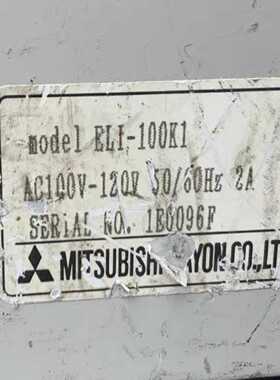 model ELI-100K1
AC100V-120V 50/60Hz 2A
SERIAL NO. 1E0096F
MITSUBISHI RAYON CO.,LT